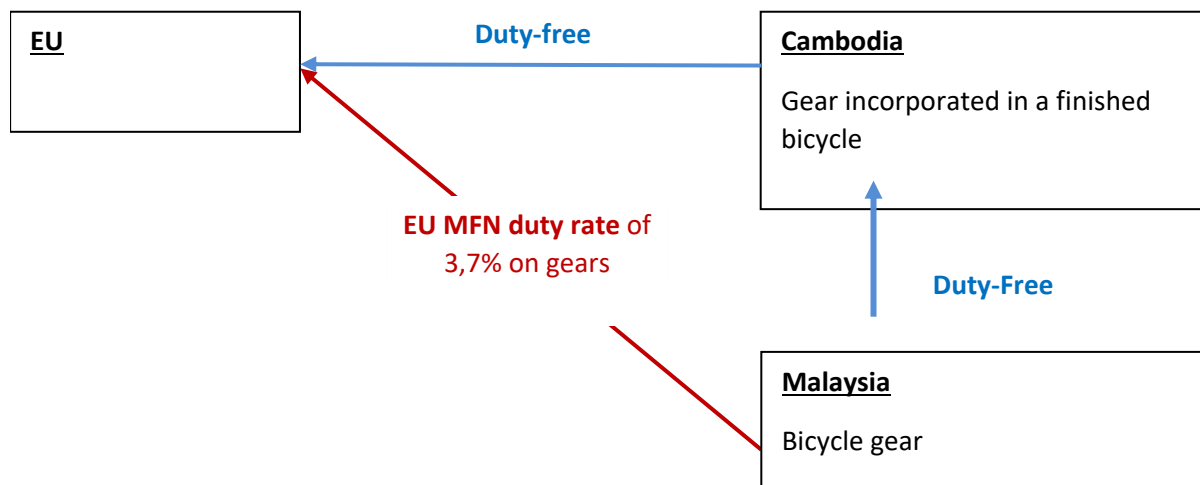 EU
Duty-free
Cambodia
Gear incorporated in a finished
bicycle
EU MFN duty rate of
3,7% on gears
Duty-Free
Malaysia
Bicycle gear